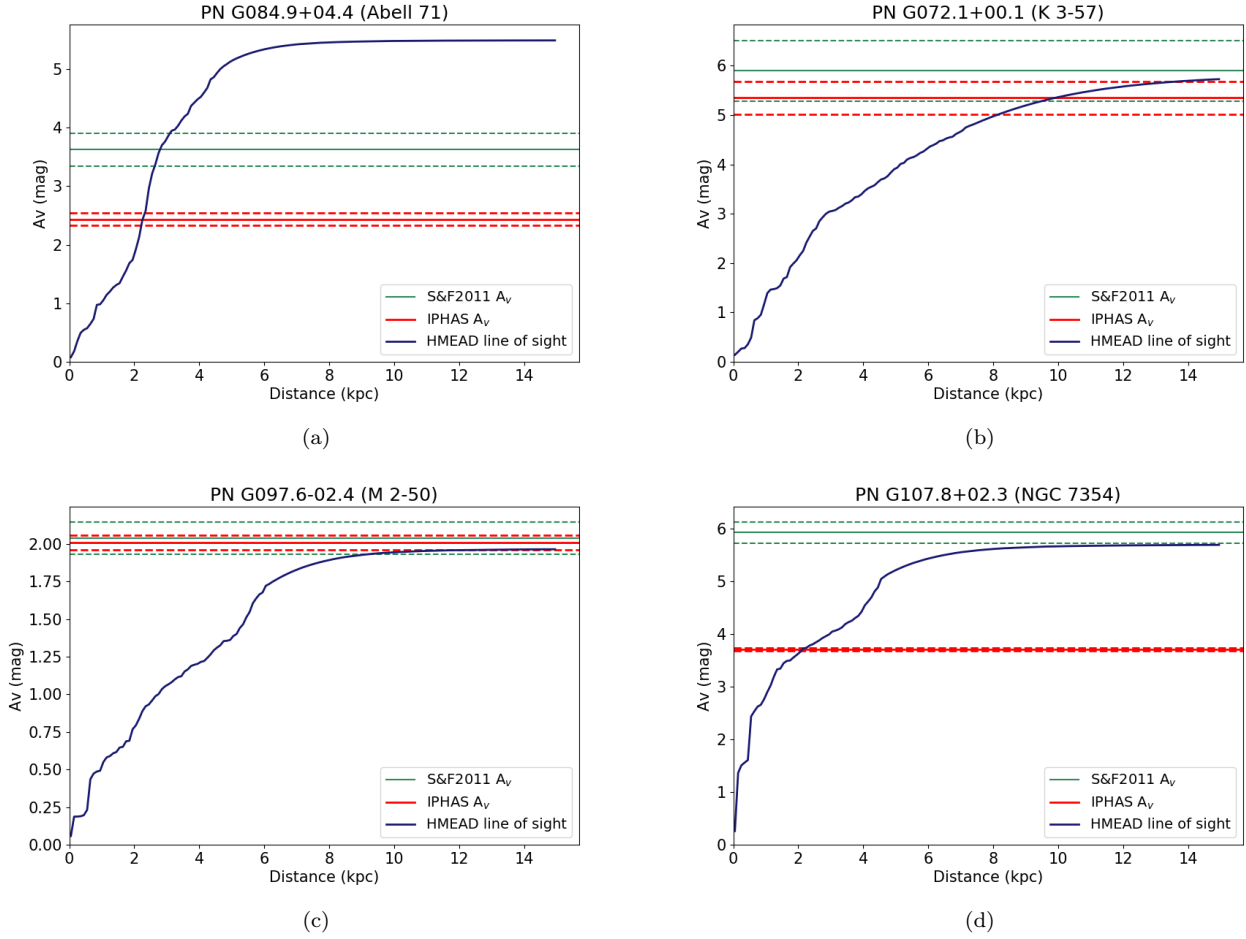 PN G084.9+04.4 (Abell 71)
Av (mag)
5
4
3
2
1
0
0 2 4 6 8 10 12 14
Distance (kpc)
S&F2011 Av
IPHAS Av
HMEAD line of sight
(a)
PN G072.1+00.1 (K 3-57)
Av (mag)
6
5
4
3
2
1
0
0 2 4 6 8 10 12 14
Distance (kpc)
S&F2011 Av
IPHAS Av
HMEAD line of sight
(b)
PN G097.6-02.4 (M 2-50)
Av (mag)
2.00
1.75
1.50
1.25
1.00
0.75
0.50
0.25
0.00
0 2 4 6 8 10 12 14
Distance (kpc)
S&F2011 Av
IPHAS Av
HMEAD line of sight
(c)
PN G107.8+02.3 (NGC 7354)
Av (mag)
6
5
4
3
2
1
0
0 2 4 6 8 10 12 14
Distance (kpc)
S&F2011 Av
IPHAS Av
HMEAD line of sight
(d)